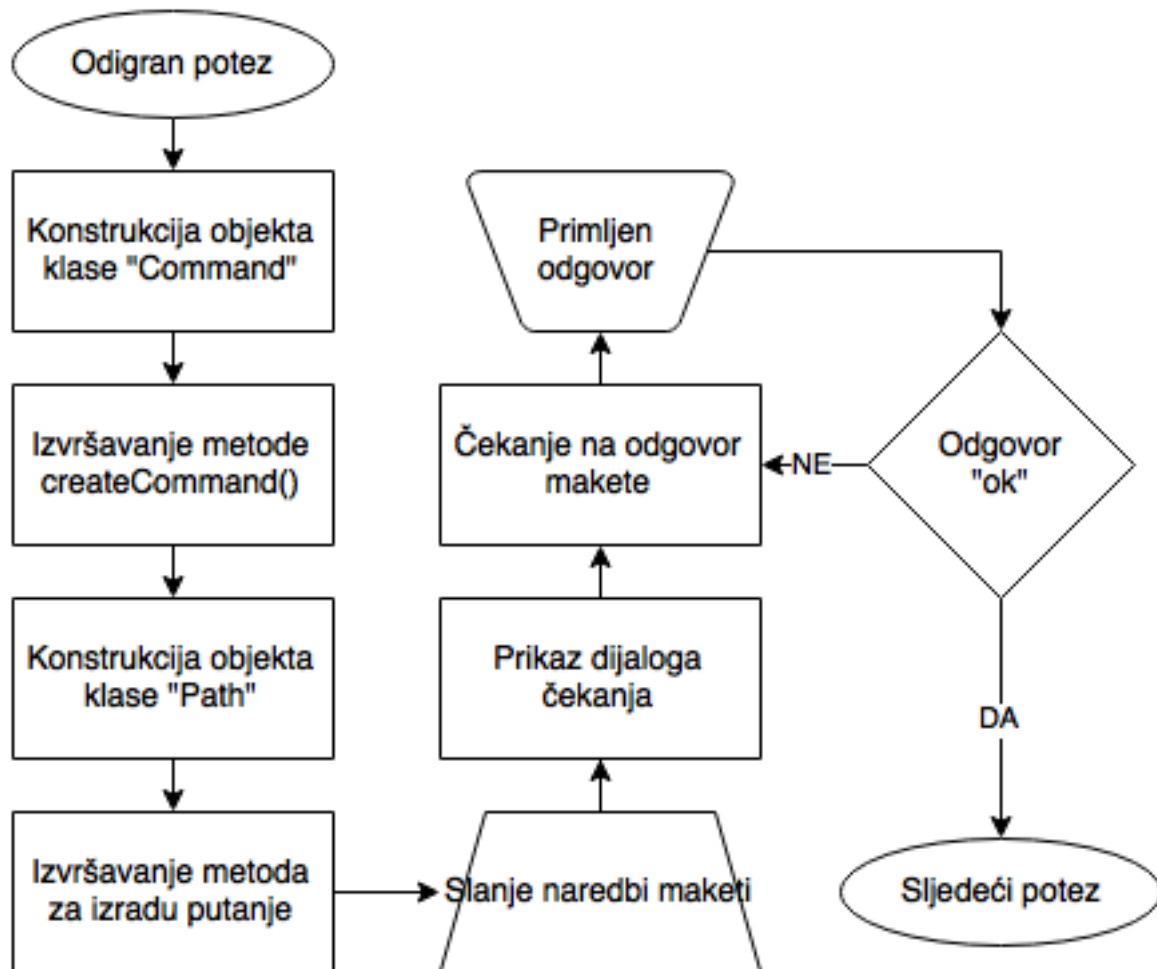 Odigran potez
Konstrukcija objekta
klase "Command"
Izvršavanje metode
createCommand()
Konstrukcija objekta
klase "Path"
Izvršavanje metoda
za izradu putanje
Slanje naredbi maketi
Prikaz dijaloga
čekanja
Čekanje na odgovor
makete
Primljen
odgovor
Odgovor
"ok"
NE
DA
Sljedeći potez